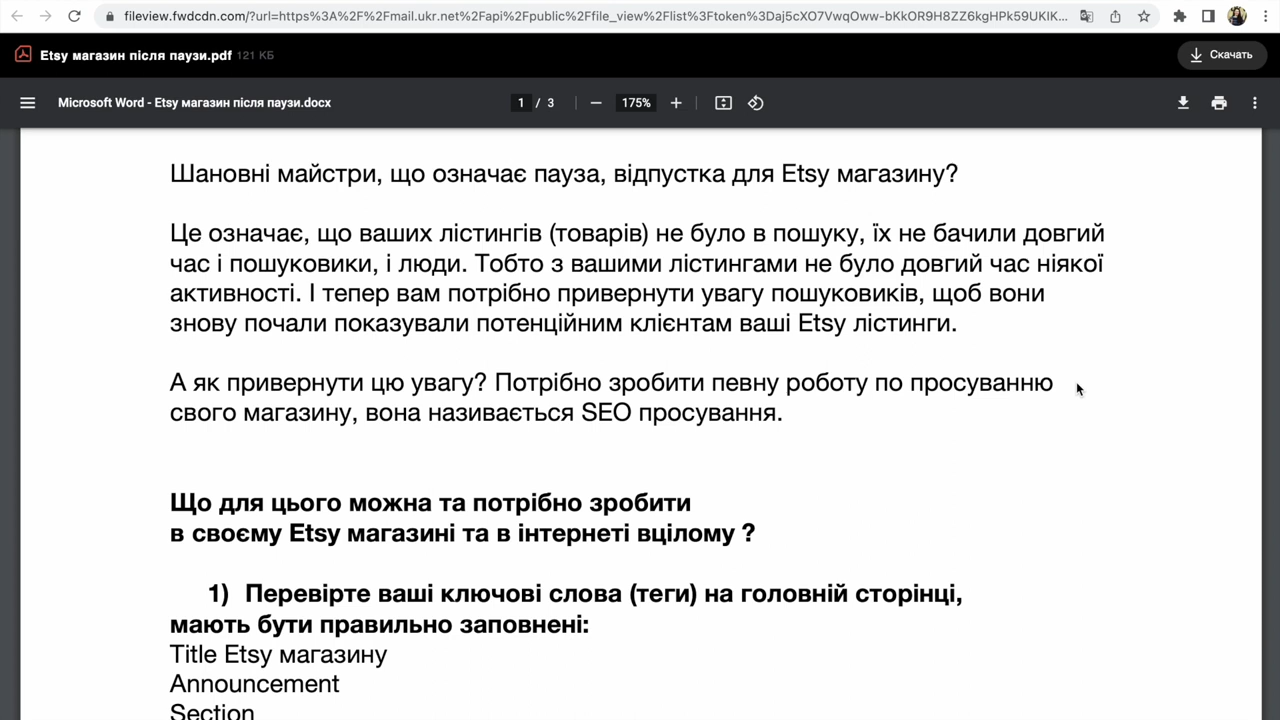 fileview.fwdcdn.com/?url=https%3A%2F%2Fmail.ukr.net%2Fapi%2Fpublic%2Ffile_view%2Flist%3Ftoken%3Daj5cXO7VwqOww-bKkOR9H8ZZ6kgHPk59UKIK...
Etsy магазин після паузи.pdf 121 КБ
Скачать
Microsoft Word - Etsy магазин після паузи.docx
1 / 3
175%
Шановні майстри, що означає пауза, відпустка для Etsy магазину?
Це означає, що ваших лістингів (товарів) не було в пошуку, їх не бачили довгий
час і пошуковики, і люди. Тобто з вашими лістингами не було довгий час ніякої
активності. І тепер вам потрібно привернути увагу пошуковиків, щоб вони
знову почали показували потенційним клієнтам ваші Etsy лістинги.
А як привернути цю увагу? Потрібно зробити певну роботу по просуванню
свого магазину, вона називається SEO просування.
Що для цього можна та потрібно зробити
в своєму Etsy магазині та в інтернеті вцілому ?
1) Перевірте ваші ключові слова (теги) на головній сторінці,
мають бути правильно заповнені:
Title Etsy магазину
Announcement
Section